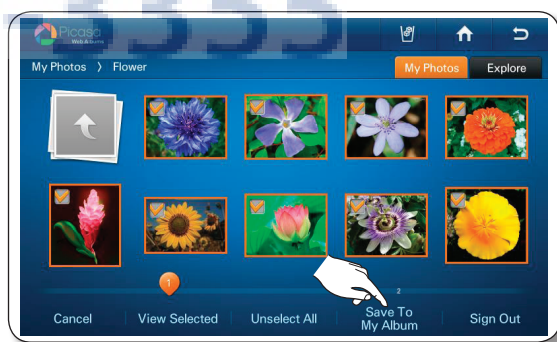 Picasa
Web Albums
My Photos 〉 Flower
My Photos
Explore
1
2
Cancel
View Selected
Unselect All
Save To
My Album
Sign Out